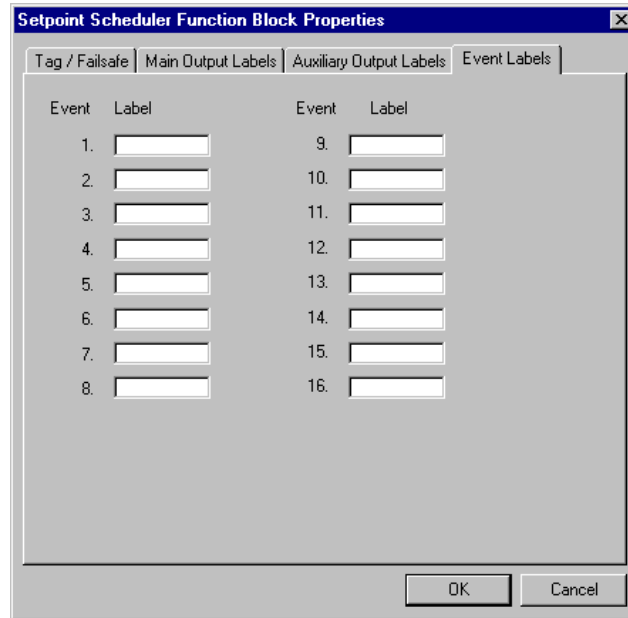 Setpoint Scheduler Function Block Properties
Tag / Failsafe Main Output Labels Auxiliary Output Labels Event Labels
Event Label Event Label
1. 9.
2. 10.
3. 11.
4. 12.
5. 13.
6. 14.
7. 15.
8. 16.
OK Cancel